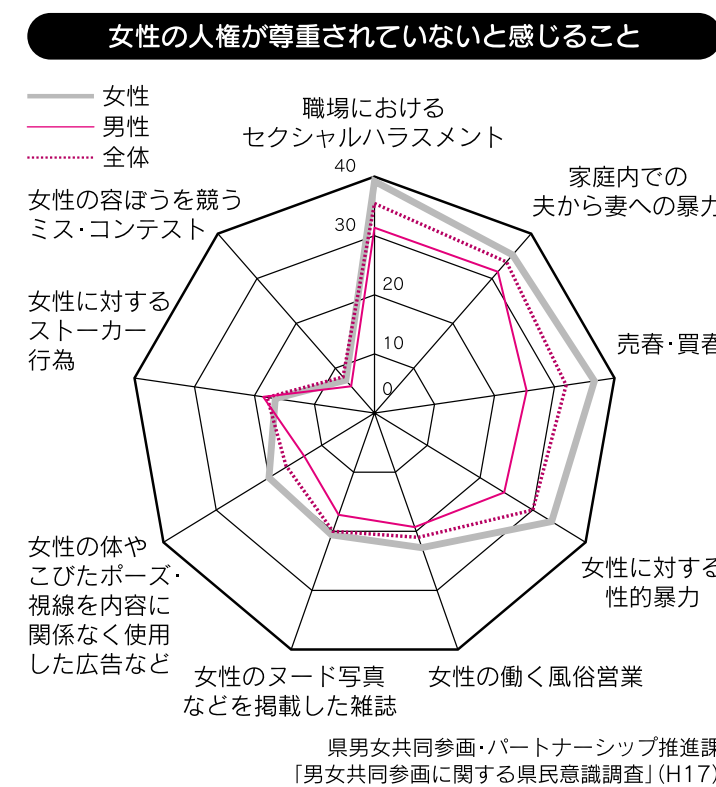 女性の人権が尊重されていないと感じること
女性
男性
全体
職場における
セクシャルハラスメント
家庭内での
夫から妻への暴力
売春・買春
女性に対する
性的暴力
女性の働く風俗営業
女性のヌード写真
などを掲載した雑誌
女性の体や
こびたポーズ・
視線を内容に
関係なく使用
した広告など
女性に対する
ストーカー
行為
女性の容ぼうを競う
ミス・コンテスト
40
30
20
10
0
県男女共同参画・パートナーシップ推進課
「男女共同参画に関する県民意識調査」(H17)